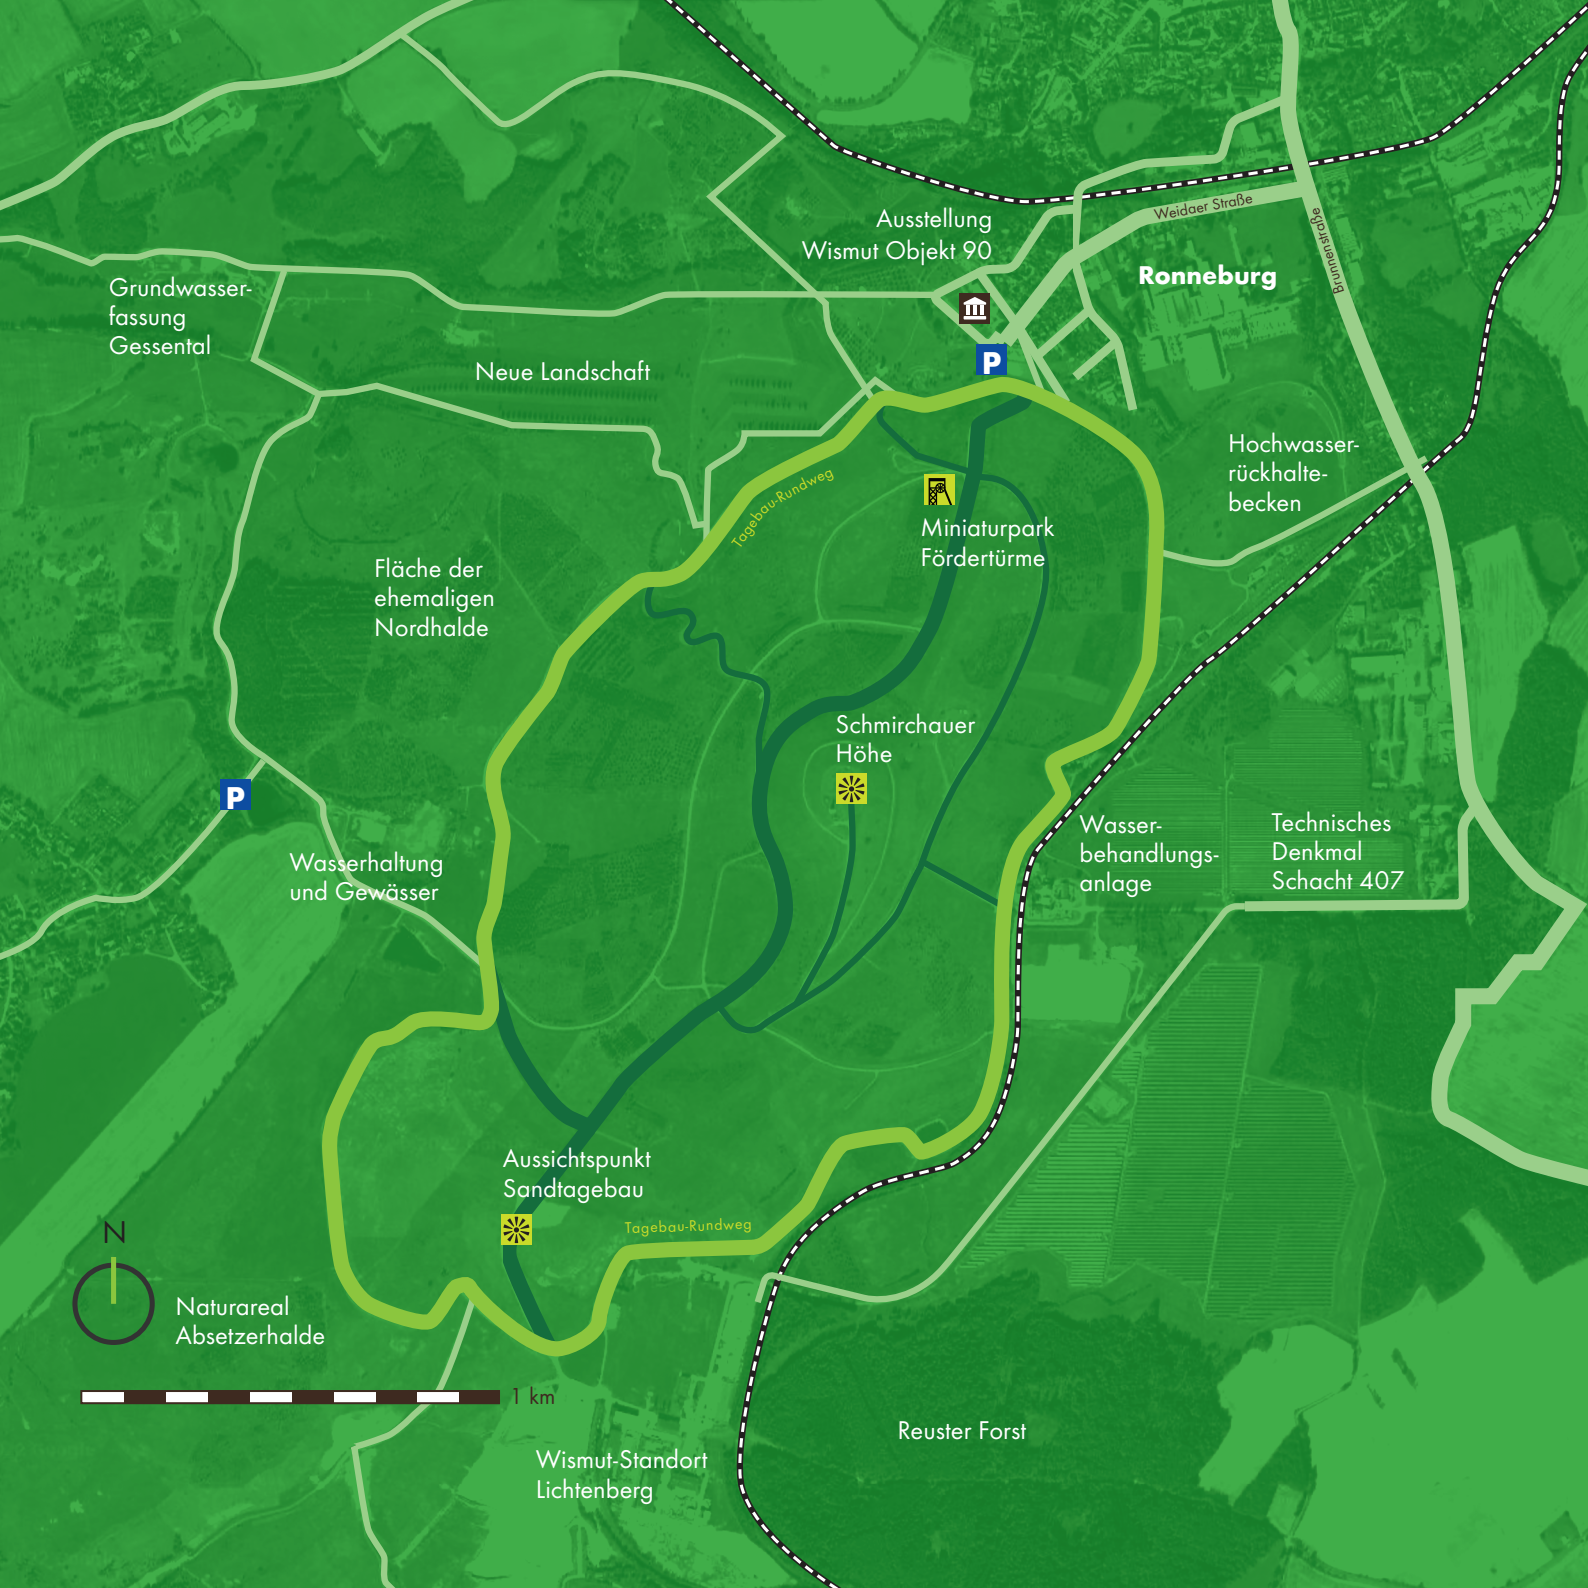 Weidaer Straße
Brunnenstraße
Ausstellung
Wismut Objekt 90
Ronneburg
Grundwasser-
fassung
Gessental
P
Neue Landschaft
Hochwasser-
rückhalte-
becken
Tagebau-Rundweg
Miniaturpark
Fördertürme
Fläche der
ehemaligen
Nordhalde
Schmirchauer
Höhe
P
Wasser-
behandlungs-
anlage
Technisches
Denkmal
Schacht 407
Wasserhaltung
und Gewässer
Aussichtspunkt
Sandtagebau
Tagebau-Rundweg
N
Naturareal
Absetzerhalde
1 km
Reuster Forst
Wismut-Standort
Lichtenberg